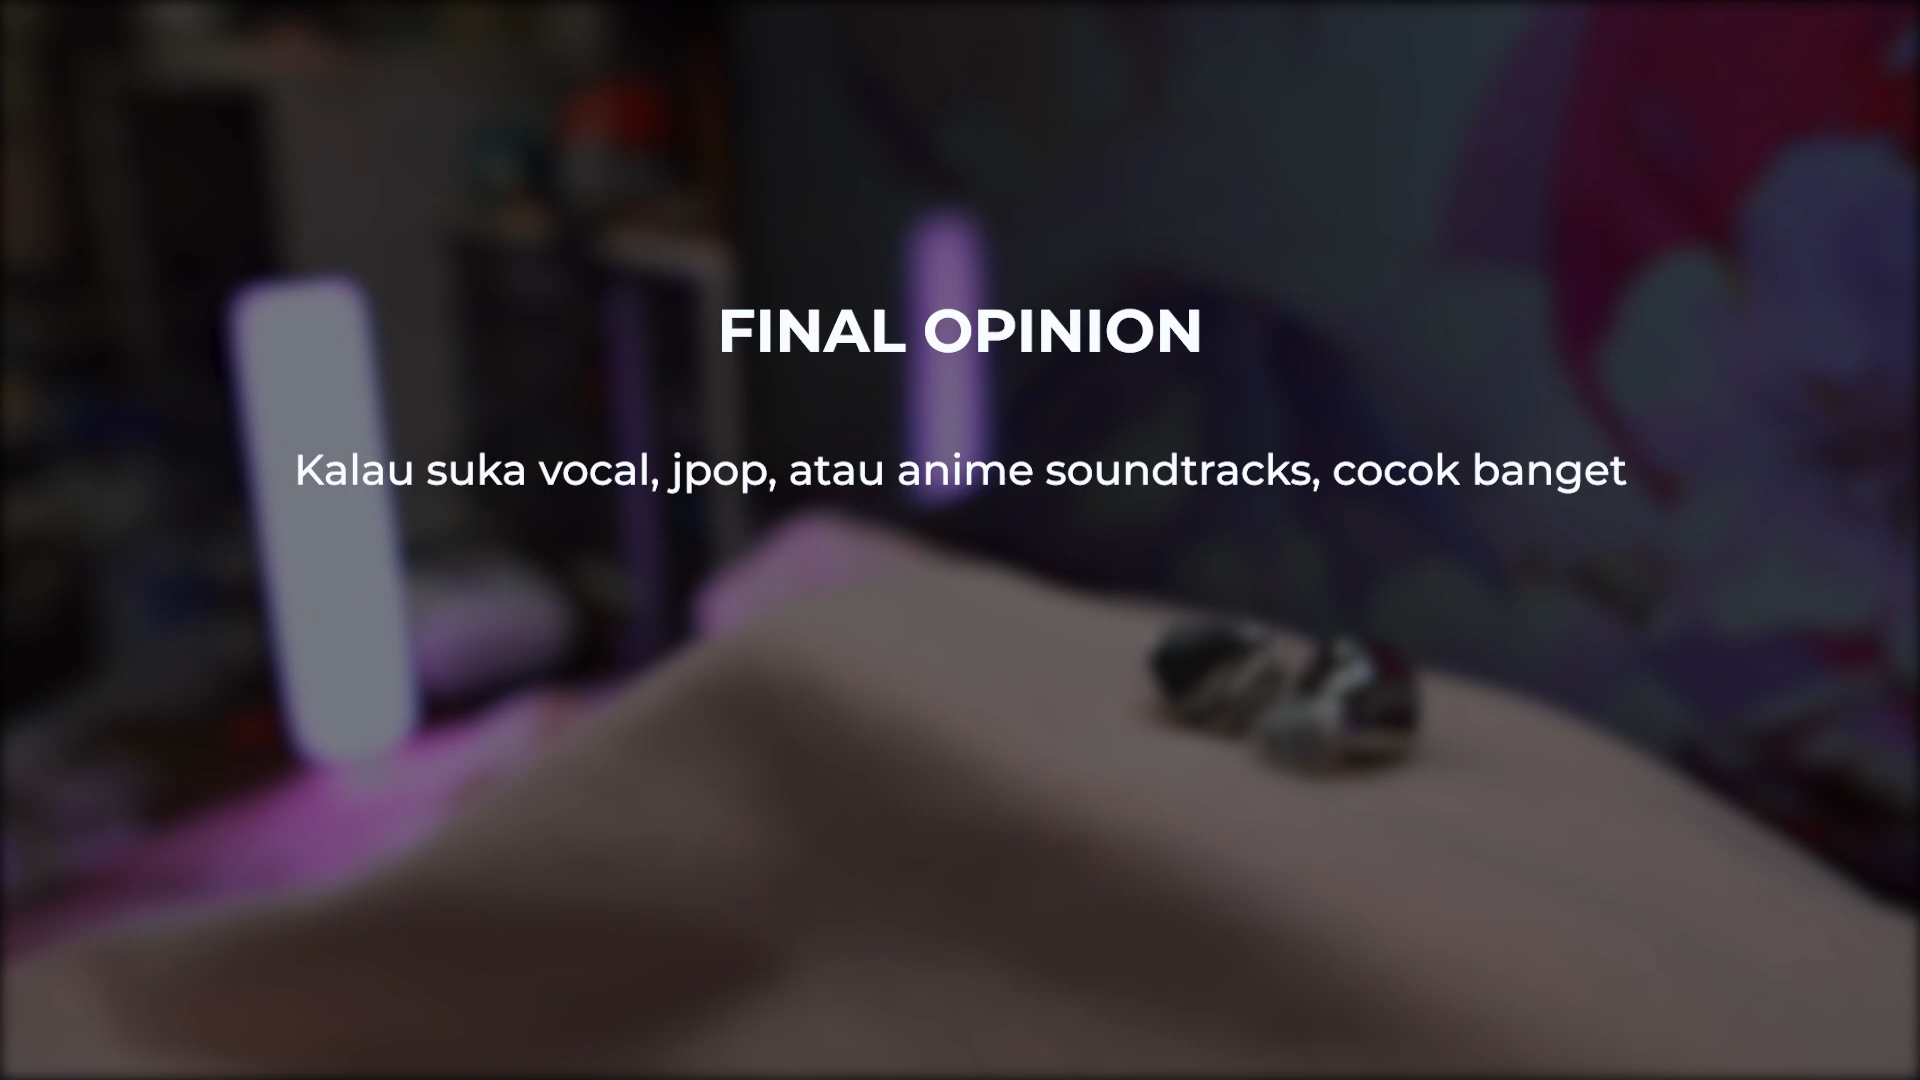 FINAL OPINION
Kalau suka vocal, jpop, atau anime soundtracks, cocok banget